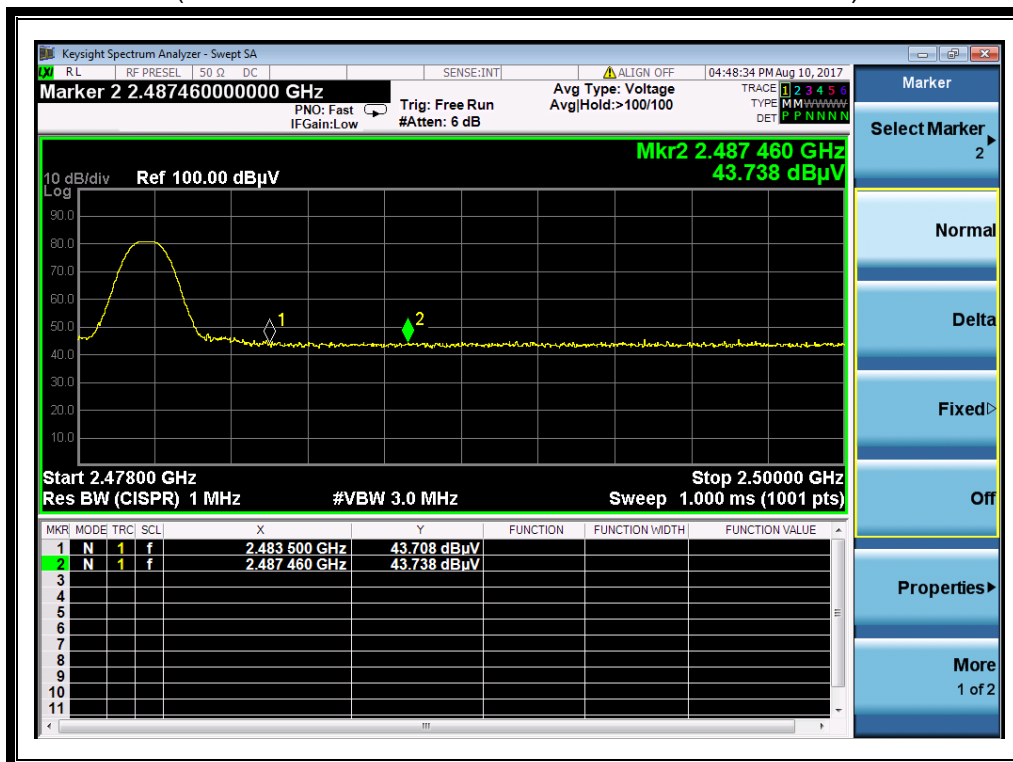 Keysight Spectrum Analyzer - Swept SA
LXI RL RF PRESEL 50 Ω DC SENSE:INT ALIGN OFF 04:48:34 PM Aug 10, 2017
Marker 2 2.487460000000 GHz
PNO: Fast
IFGain:Low
Trig: Free Run
#Atten: 6 dB
Avg Type: Voltage
Avg|Hold:>100/100
TRACE 1 2 3 4 5 6
TYPE M M W W W W
DET P P N N N N
Mkr2 2.487 460 GHz
43.738 dBµV
10 dB/div Ref 100.00 dBµV
Log
90.0
80.0
70.0
60.0
50.0
40.0
30.0
20.0
10.0
1
2
Start 2.47800 GHz Stop 2.50000 GHz
Res BW (CISPR) 1 MHz #VBW 3.0 MHz Sweep 1.000 ms (1001 pts)
MKR MODE TRC SCL X Y FUNCTION FUNCTION WIDTH FUNCTION VALUE
1 N 1 f 2.483 500 GHz 43.708 dBµV
2 N 1 f 2.487 460 GHz 43.738 dBµV
3
4
5
6
7
8
9
10
11
Marker
Select Marker
2
Normal
Delta
Fixed
Off
Properties
More
1 of 2